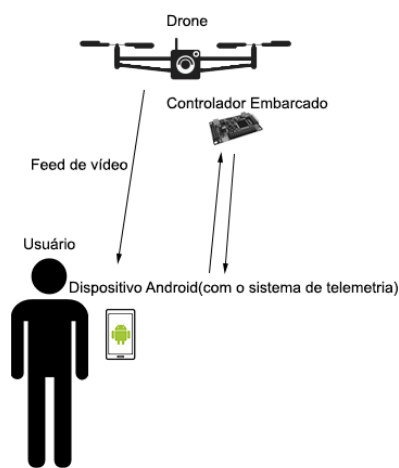 Drone
Controlador Embarcado
Feed de vídeo
Usuário
Dispositivo Android(com o sistema de telemetria)